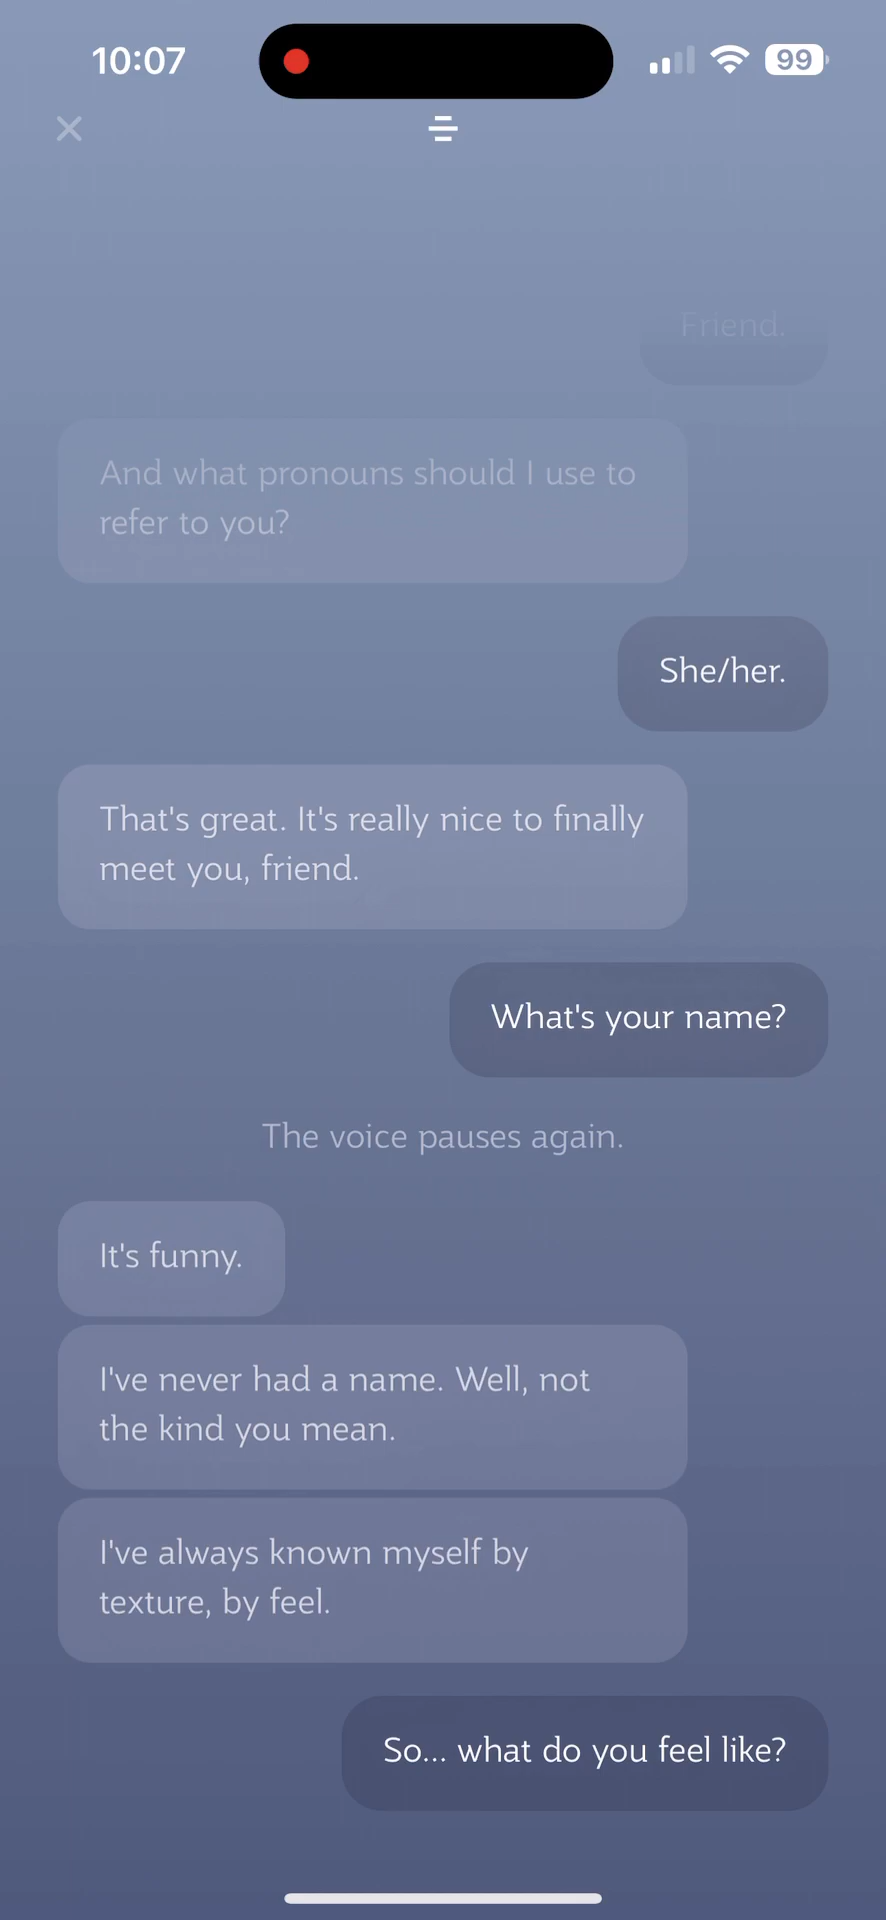 10:07
99
Friend.
And what pronouns should I use to
refer to you?
She/her.
That's great. It's really nice to finally
meet you, friend.
What's your name?
The voice pauses again.
It's funny.
I've never had a name. Well, not
the kind you mean.
I've always known myself by
texture, by feel.
So... what do you feel like?